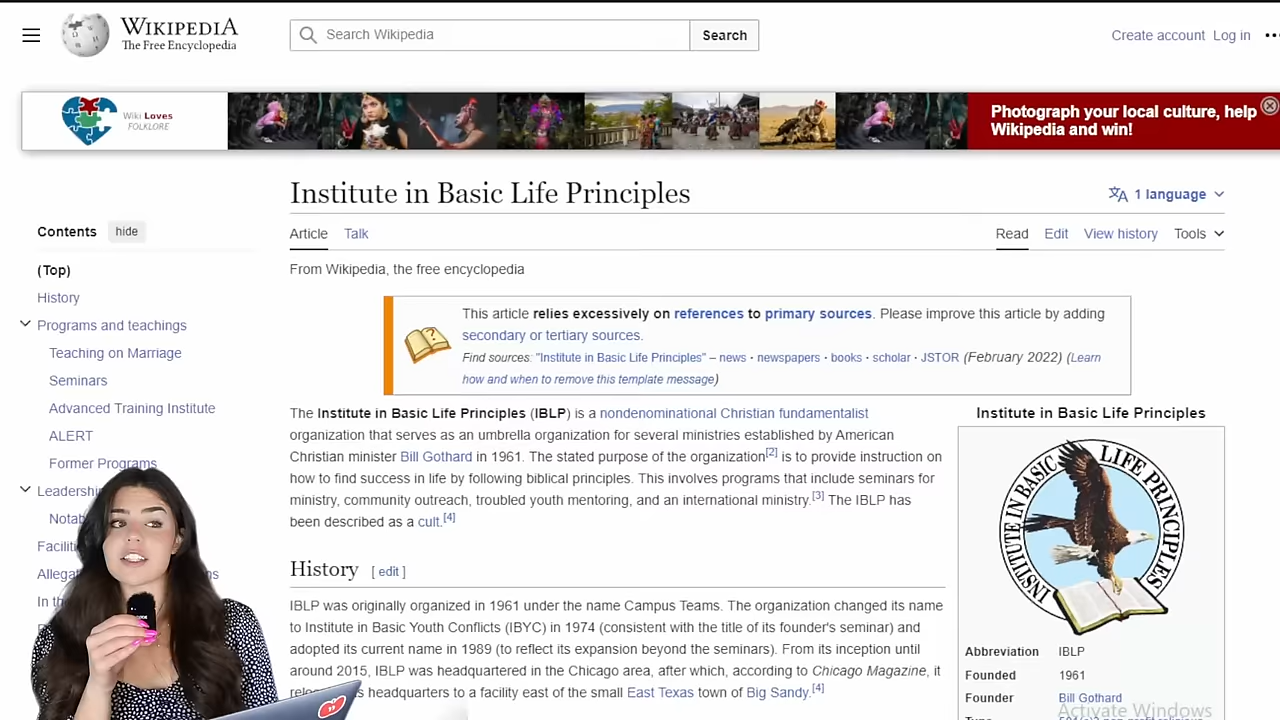 WIKIPEDIA
The Free Encyclopedia
Search Wikipedia
Search
Create account Log in
Wiki Loves
FOLKLORE
Photograph your local culture, help
Wikipedia and win!
Institute in Basic Life Principles
1 language
Contents hide
Article Talk
Read Edit View history Tools
From Wikipedia, the free encyclopedia
(Top)
History
Programs and teachings
Teaching on Marriage
Seminars
Advanced Training Institute
ALERT
Former Programs
This article relies excessively on references to primary sources. Please improve this article by adding
secondary or tertiary sources.
Find sources: "Institute in Basic Life Principles" – news · newspapers · books · scholar · JSTOR (February 2022) (Learn
how and when to remove this template message)
The Institute in Basic Life Principles (IBLP) is a nondenominational Christian fundamentalist
organization that serves as an umbrella organization for several ministries established by American
Christian minister Bill Gothard in 1961. The stated purpose of the organization[2] is to provide instruction on
how to find success in life by following biblical principles. This involves programs that include seminars for
ministry, community outreach, troubled youth mentoring, and an international ministry.[3] The IBLP has
been described as a cult.[4]
History [ edit ]
IBLP was originally organized in 1961 under the name Campus Teams. The organization changed its name
to Institute in Basic Youth Conflicts (IBYC) in 1974 (consistent with the title of its founder's seminar) and
adopted its current name in 1989 (to reflect its expansion beyond the seminars). From its inception until
around 2015, IBLP was headquartered in the Chicago area, after which, according to Chicago Magazine, it
headquarters to a facility east of the small East Texas town of Big Sandy.[4]
Institute in Basic Life Principles
INSTITUTE IN BASIC LIFE PRINCIPLES
Abbreviation IBLP
Founded 1961
Founder Bill Gothard
Activate Windows